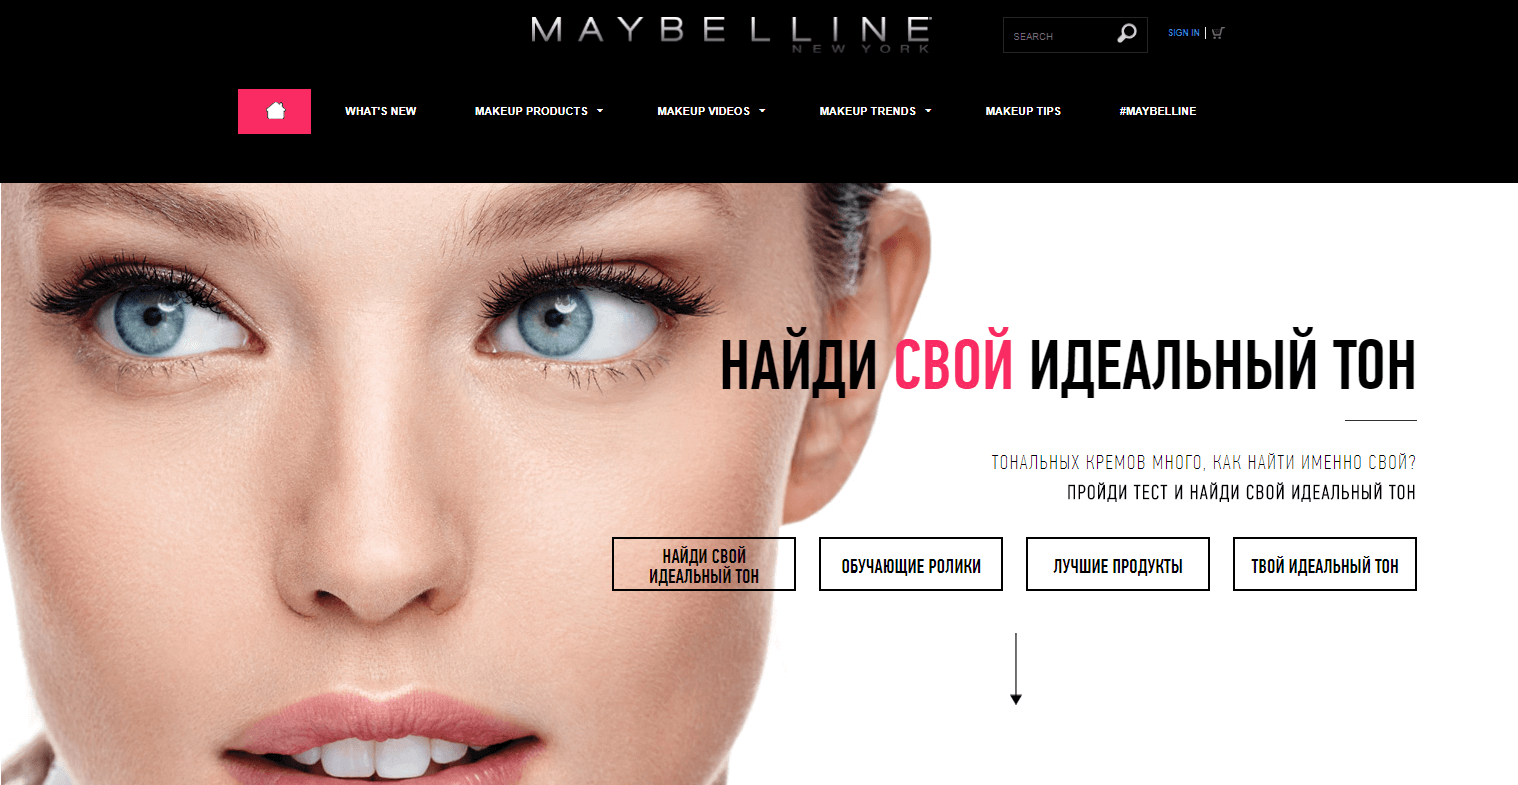 MAYBELLINE
NEW YORK
SEARCH
SIGN IN
WHAT'S NEW
MAKEUP PRODUCTS
MAKEUP VIDEOS
MAKEUP TRENDS
MAKEUP TIPS
#MAYBELLINE
НАЙДИ СВОЙ ИДЕАЛЬНЫЙ ТОН
ТОНАЛЬНЫХ КРЕМОВ МНОГО, КАК НАЙТИ ИМЕННО СВОЙ?
ПРОЙДИ ТЕСТ И НАЙДИ СВОЙ ИДЕАЛЬНЫЙ ТОН
НАЙДИ СВОЙ
ИДЕАЛЬНЫЙ ТОН
ОБУЧАЮЩИЕ РОЛИКИ
ЛУЧШИЕ ПРОДУКТЫ
ТВОЙ ИДЕАЛЬНЫЙ ТОН